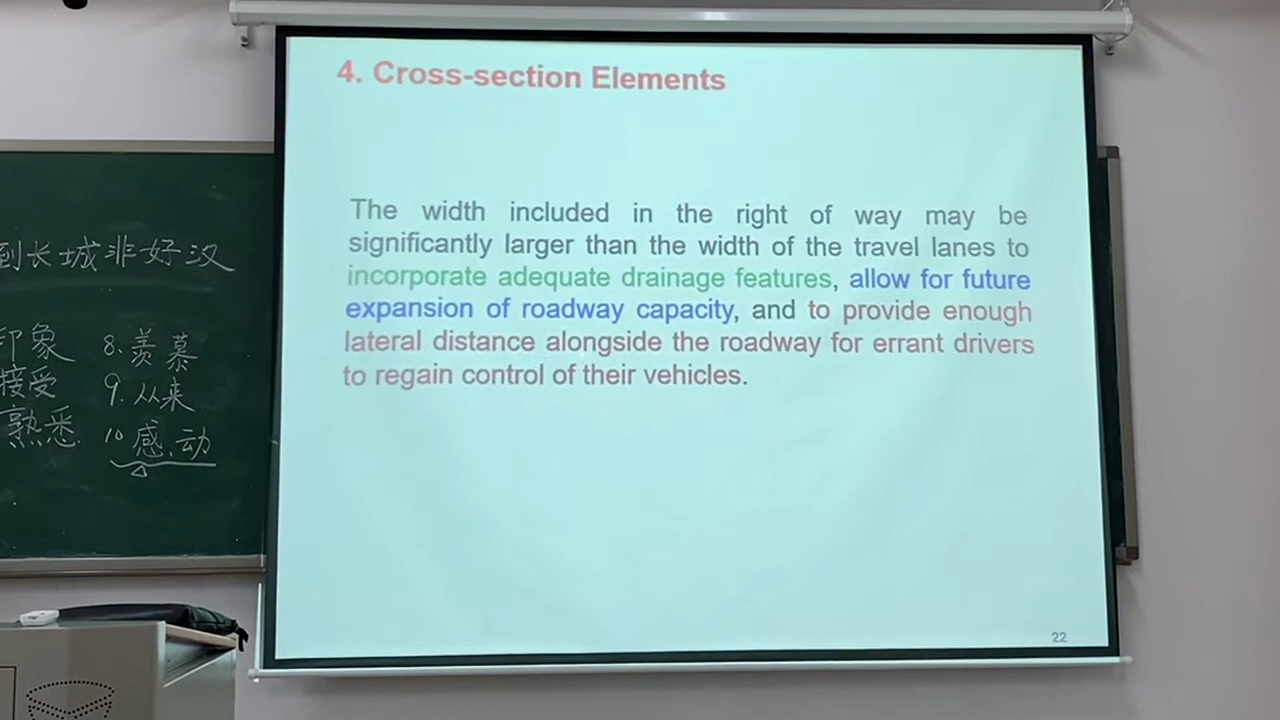 4. Cross-section Elements
The width included in the right of way may be
significantly larger than the width of the travel lanes to
incorporate adequate drainage features, allow for future
expansion of roadway capacity, and to provide enough
lateral distance alongside the roadway for errant drivers
to regain control of their vehicles.
22
到长城非好汉
印象
接受
熟悉
8.羡慕
9.从来
10 感动